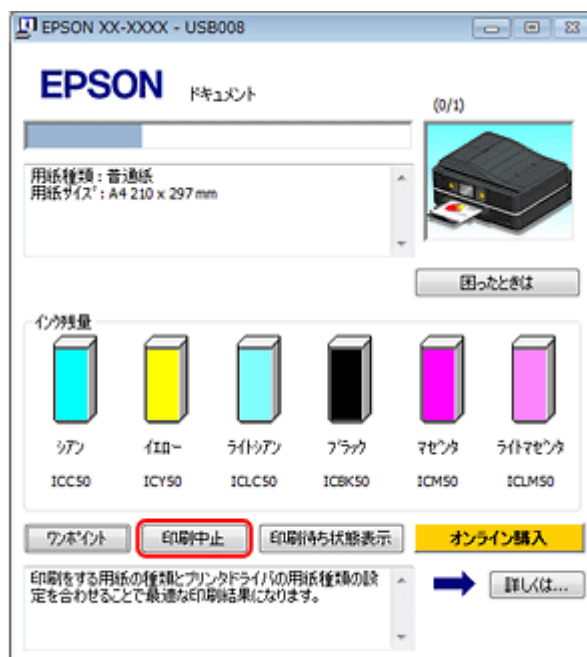 EPSON XX-XXXX - USB008
EPSON ドキュメント
(0/1)
用紙種類 : 普通紙
用紙サイズ : A4 210 x 297 mm
困ったときは
インク残量
シアン イエロー ライトシアン ブラック マゼンタ ライトマゼンタ
ICC50 ICY50 ICLC50 ICBK50 ICM50 ICLM50
ワンポイント 印刷中止 印刷待ち状態表示 オンライン購入
印刷をする用紙の種類とプリンタドライバの用紙種類の設
定を合わせることで最適な印刷結果になります。
詳しくは...